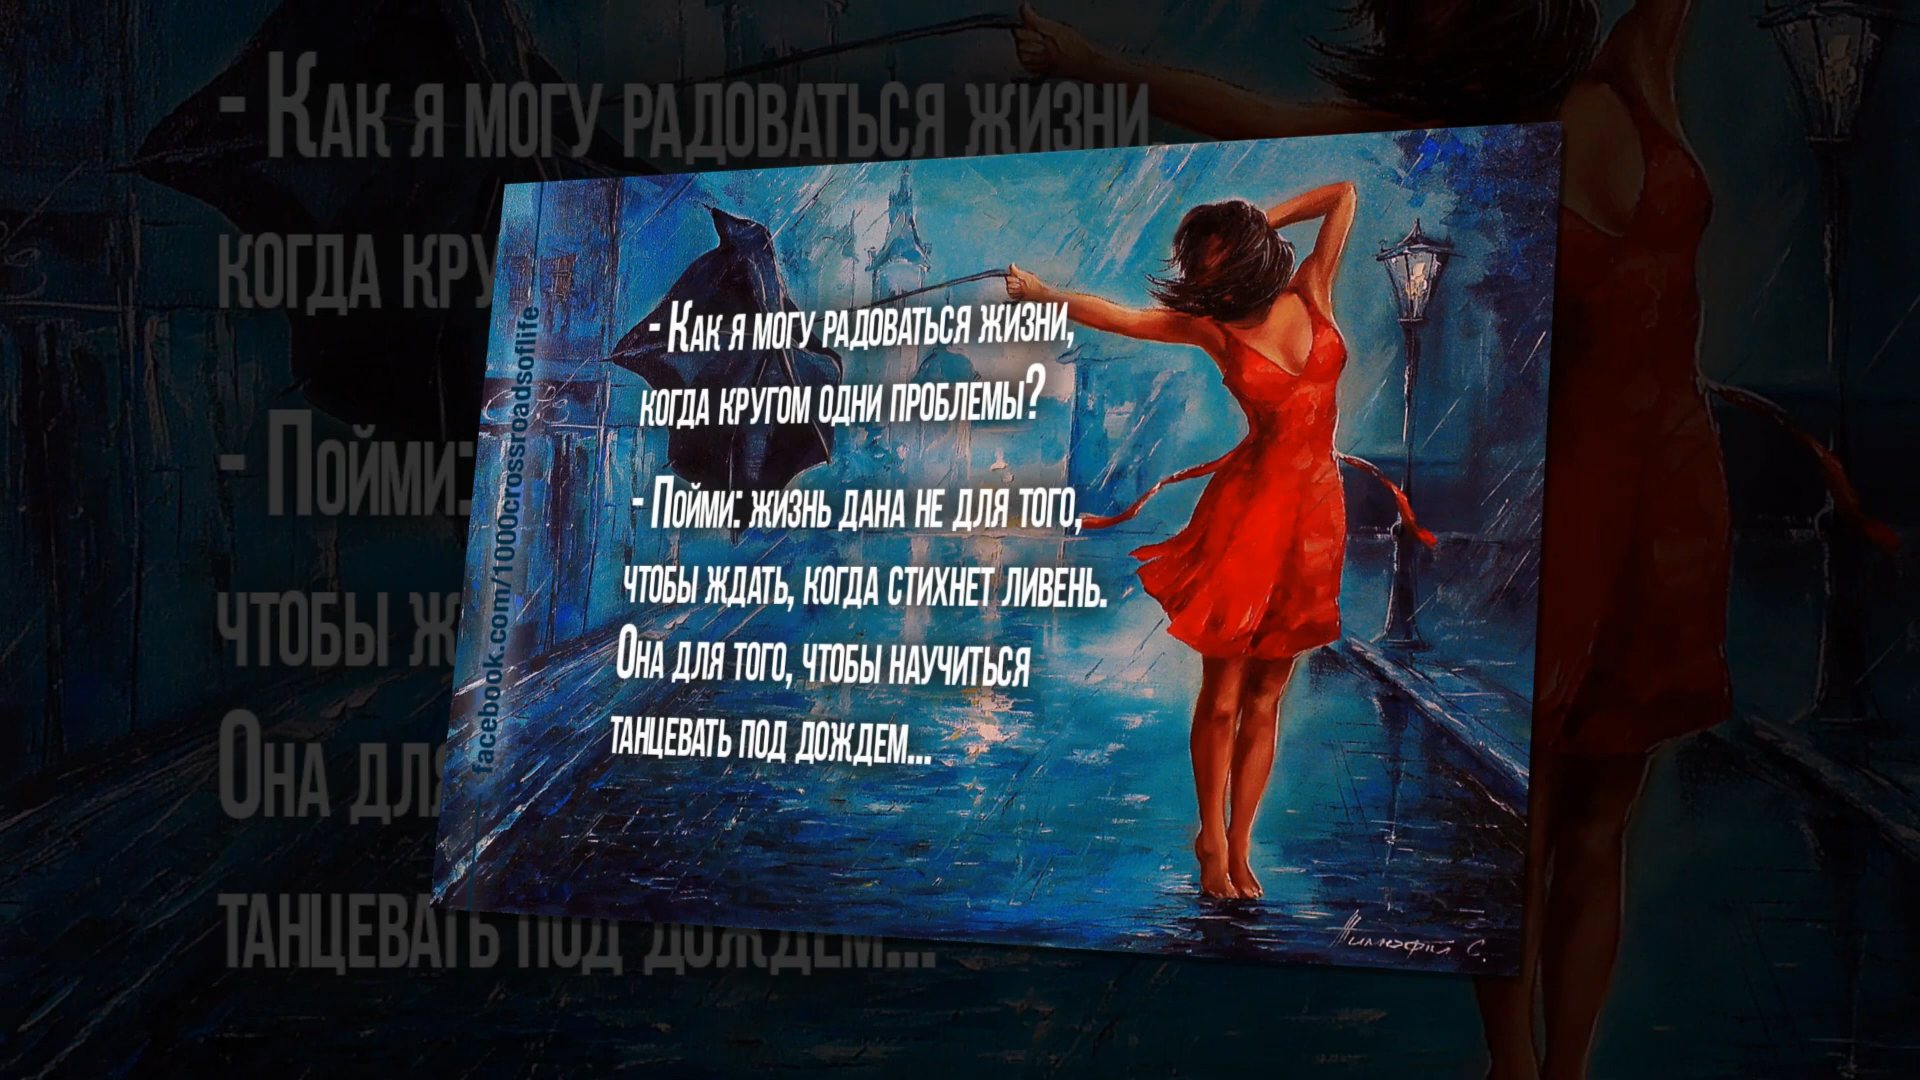 - Как я могу радоваться жизни,
когда кругом одни проблемы?
- Пойми: жизнь дана не для того,
чтобы ждать, когда стихнет ливень.
Она для того, чтобы научиться
танцевать под дождем...
facebook.com/1000crossroadsoflife
Тимофей С.